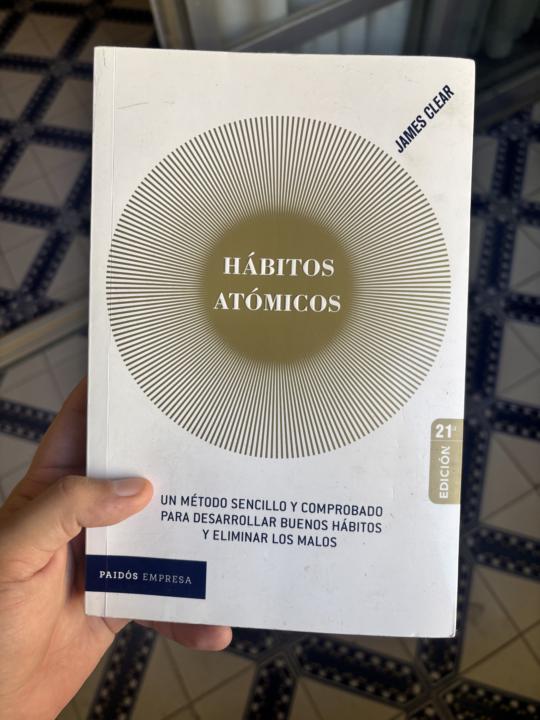 JAMES CLEAR
HÁBITOS
ATÓMICOS
21ª
EDICIÓN
UN MÉTODO SENCILLO Y COMPROBADO
PARA DESARROLLAR BUENOS HÁBITOS
Y ELIMINAR LOS MALOS
PAIDÓS EMPRESA